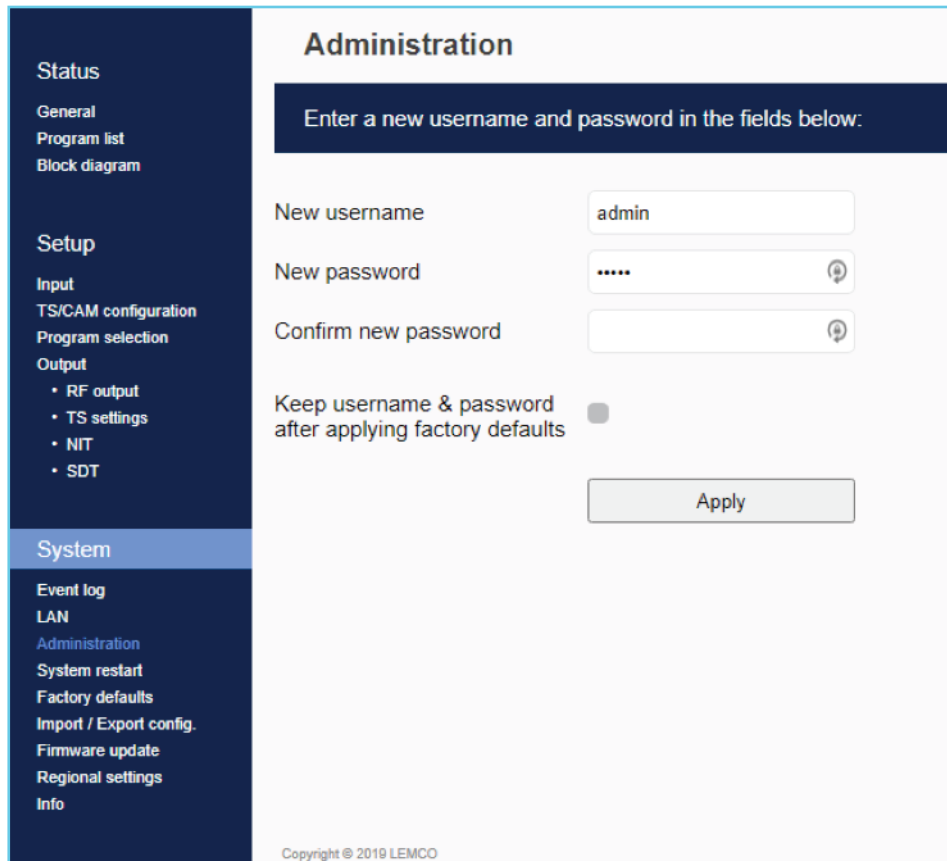 Status
General
Program list
Block diagram
Setup
Input
TS/CAM configuration
Program selection
Output
• RF output
• TS settings
• NIT
• SDT
System
Event log
LAN
Administration
System restart
Factory defaults
Import / Export config.
Firmware update
Regional settings
Info
Administration
Enter a new username and password in the fields below:
New username
admin
New password
•••••
Confirm new password
Keep username & password
after applying factory defaults
Apply
Copyright © 2019 LEMCO